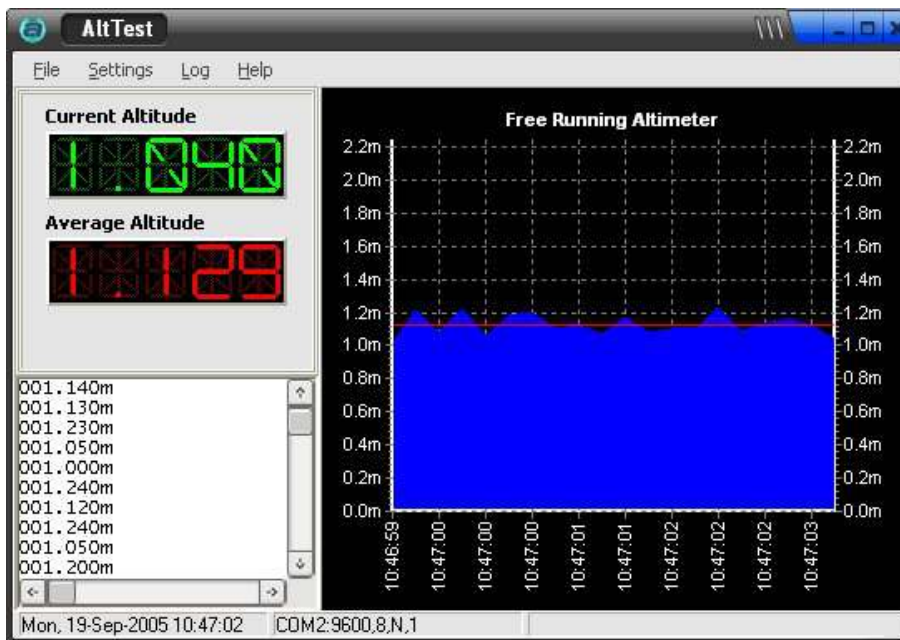 AltTest
File Settings Log Help
Current Altitude
1.040
Average Altitude
1.129
001.140m
001.130m
001.230m
001.050m
001.000m
001.240m
001.120m
001.240m
001.050m
001.200m
Free Running Altimeter
2.2m 2.2m
2.0m 2.0m
1.8m 1.8m
1.6m 1.6m
1.4m 1.4m
1.2m 1.2m
1.0m 1.0m
0.8m 0.8m
0.6m 0.6m
0.4m 0.4m
0.2m 0.2m
0.0m 0.0m
10:46:59
10:47:00
10:47:00
10:47:00
10:47:01
10:47:01
10:47:02
10:47:02
10:47:02
10:47:03
Mon, 19-Sep-2005 10:47:02 COM2:9600,8,N,1